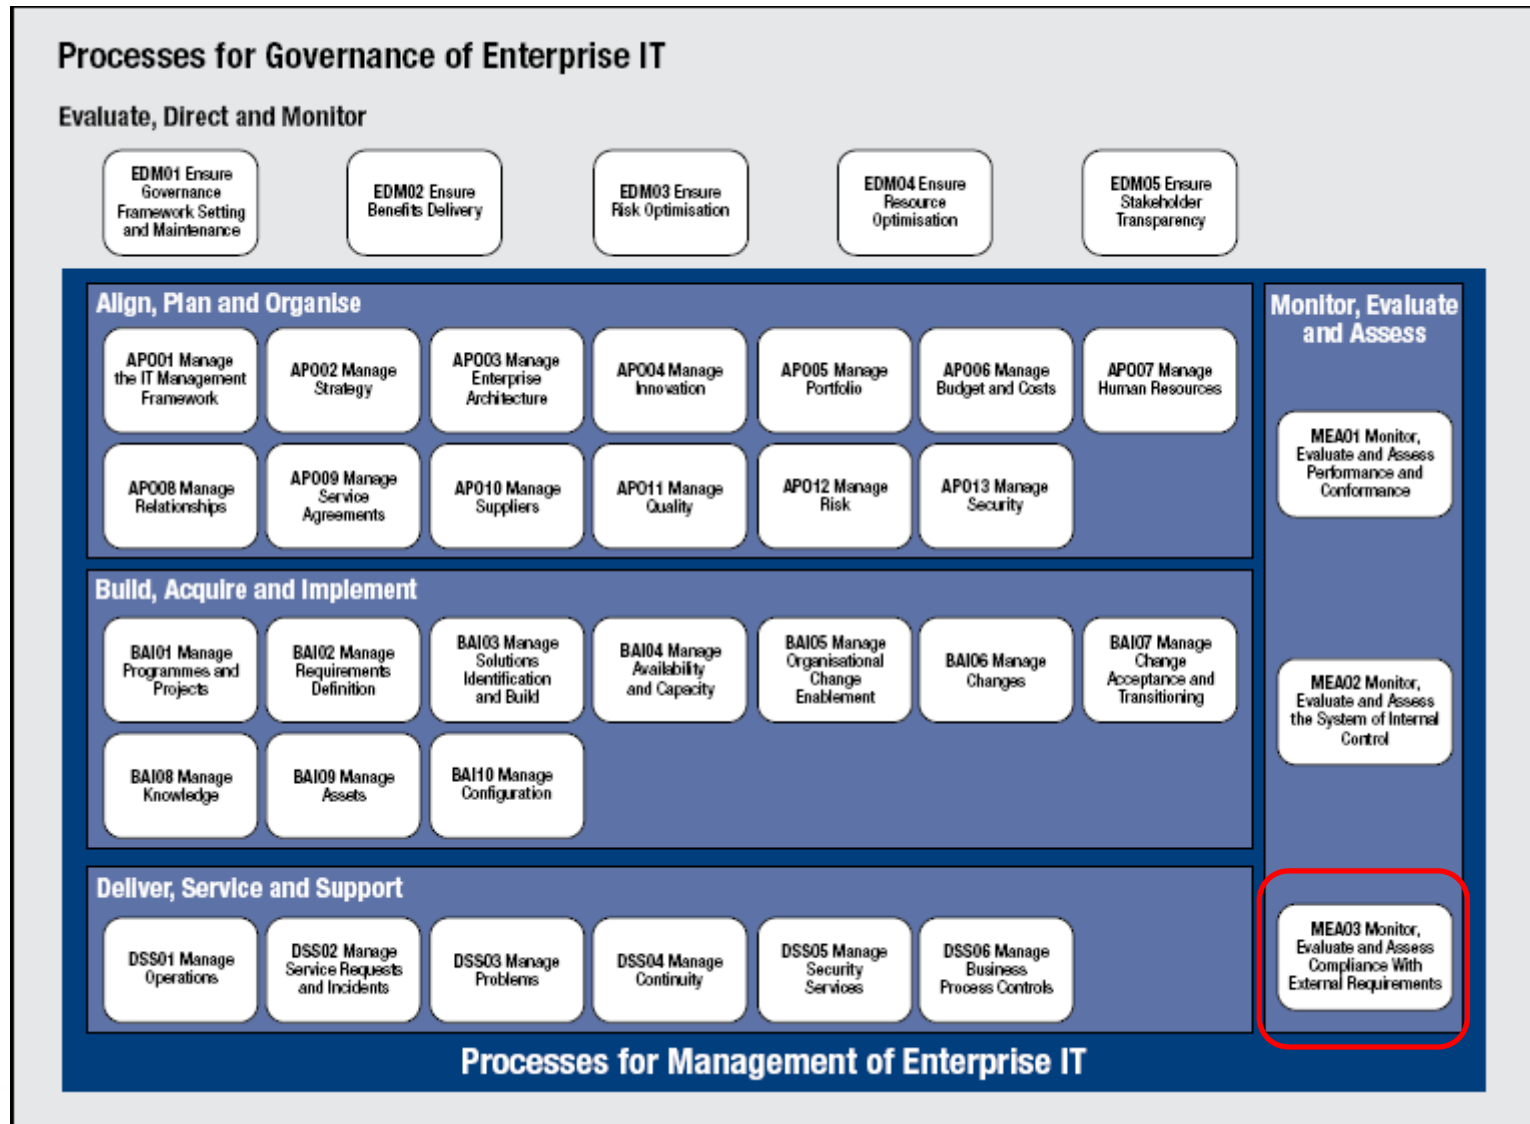 Processes for Governance of Enterprise IT
Evaluate, Direct and Monitor
EDM01 Ensure
Governance
Framework Setting
and Maintenance
EDM02 Ensure
Benefits Delivery
EDM03 Ensure
Risk Optimisation
EDM04 Ensure
Resource
Optimisation
EDM05 Ensure
Stakeholder
Transparency
Align, Plan and Organise
APO01 Manage
the IT Management
Framework
APO02 Manage
Strategy
APO03 Manage
Enterprise
Architecture
APO04 Manage
Innovation
APO05 Manage
Portfolio
APO06 Manage
Budget and Costs
APO07 Manage
Human Resources
APO08 Manage
Relationships
APO09 Manage
Service
Agreements
APO10 Manage
Suppliers
APO11 Manage
Quality
APO12 Manage
Risk
APO13 Manage
Security
Build, Acquire and Implement
BAI01 Manage
Programmes and
Projects
BAI02 Manage
Requirements
Definition
BAI03 Manage
Solutions
Identification
and Build
BAI04 Manage
Availability
and Capacity
BAI05 Manage
Organisational
Change
Enablement
BAI06 Manage
Changes
BAI07 Manage
Change
Acceptance and
Transitioning
BAI08 Manage
Knowledge
BAI09 Manage
Assets
BAI10 Manage
Configuration
Deliver, Service and Support
DSS01 Manage
Operations
DSS02 Manage
Service Requests
and Incidents
DSS03 Manage
Problems
DSS04 Manage
Continuity
DSS05 Manage
Security
Services
DSS06 Manage
Business
Process Controls
Monitor, Evaluate
and Assess
MEA01 Monitor,
Evaluate and Assess
Performance and
Conformance
MEA02 Monitor,
Evaluate and Assess
the System of Internal
Control
MEA03 Monitor,
Evaluate and Assess
Compliance With
External Requirements
Processes for Management of Enterprise IT